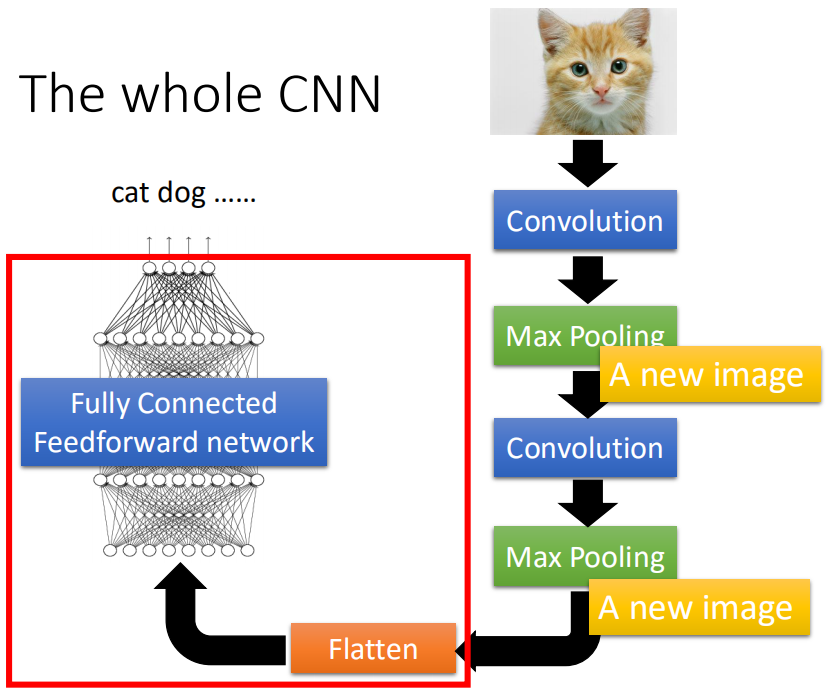 The whole CNN
cat dog ……
Convolution
Max Pooling
A new image
Convolution
Max Pooling
A new image
Flatten
Fully Connected
Feedforward network